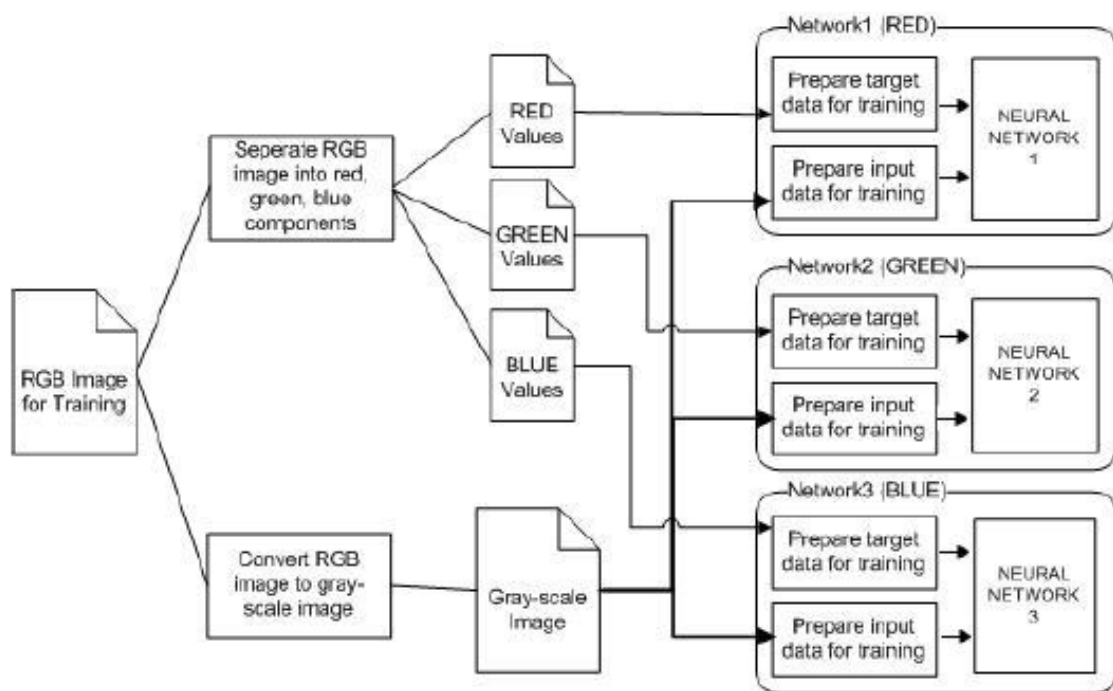 RGB Image
for Training
Seperate RGB
image into red,
green, blue
components
Convert RGB
image to gray-
scale image
RED
Values
GREEN
Values
BLUE
Values
Gray-scale
Image
Network1 (RED)
Prepare target
data for training
Prepare input
data for training
NEURAL
NETWORK
1
Network2 (GREEN)
Prepare target
data for training
Prepare input
data for training
NEURAL
NETWORK
2
Network3 (BLUE)
Prepare target
data for training
Prepare input
data for training
NEURAL
NETWORK
3